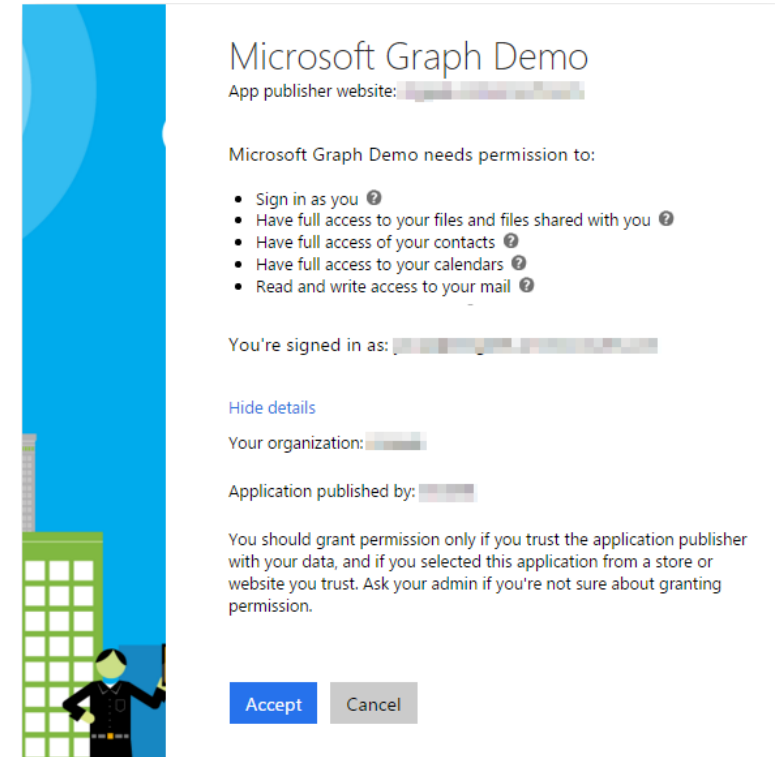 Microsoft Graph Demo
App publisher website:
Microsoft Graph Demo needs permission to:
Sign in as you
Have full access to your files and files shared with you
Have full access of your contacts
Have full access to your calendars
Read and write access to your mail
You're signed in as:
Hide details
Your organization:
Application published by:
You should grant permission only if you trust the application publisher
with your data, and if you selected this application from a store or
website you trust. Ask your admin if you're not sure about granting
permission.
Accept
Cancel